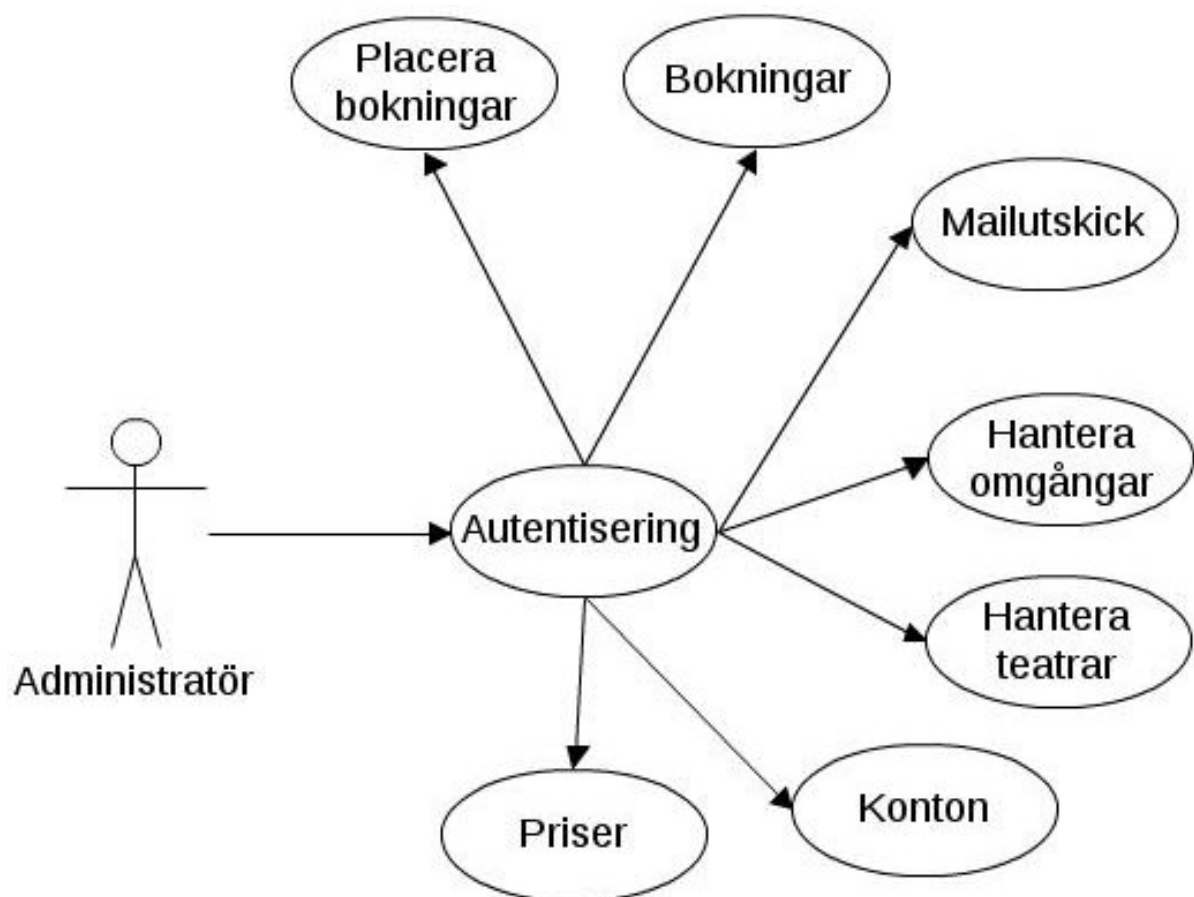 Placera
bokningar
Bokningar
Mailutskick
Hantera
omgångar
Autentisering
Hantera
teatrar
Administratör
Priser
Konton